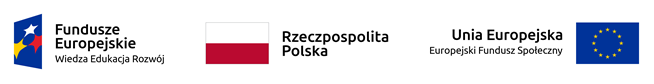 Fundusze
Europejskie
Wiedza Edukacja Rozwój
Rzeczpospolita
Polska
Unia Europejska
Europejski Fundusz Społeczny